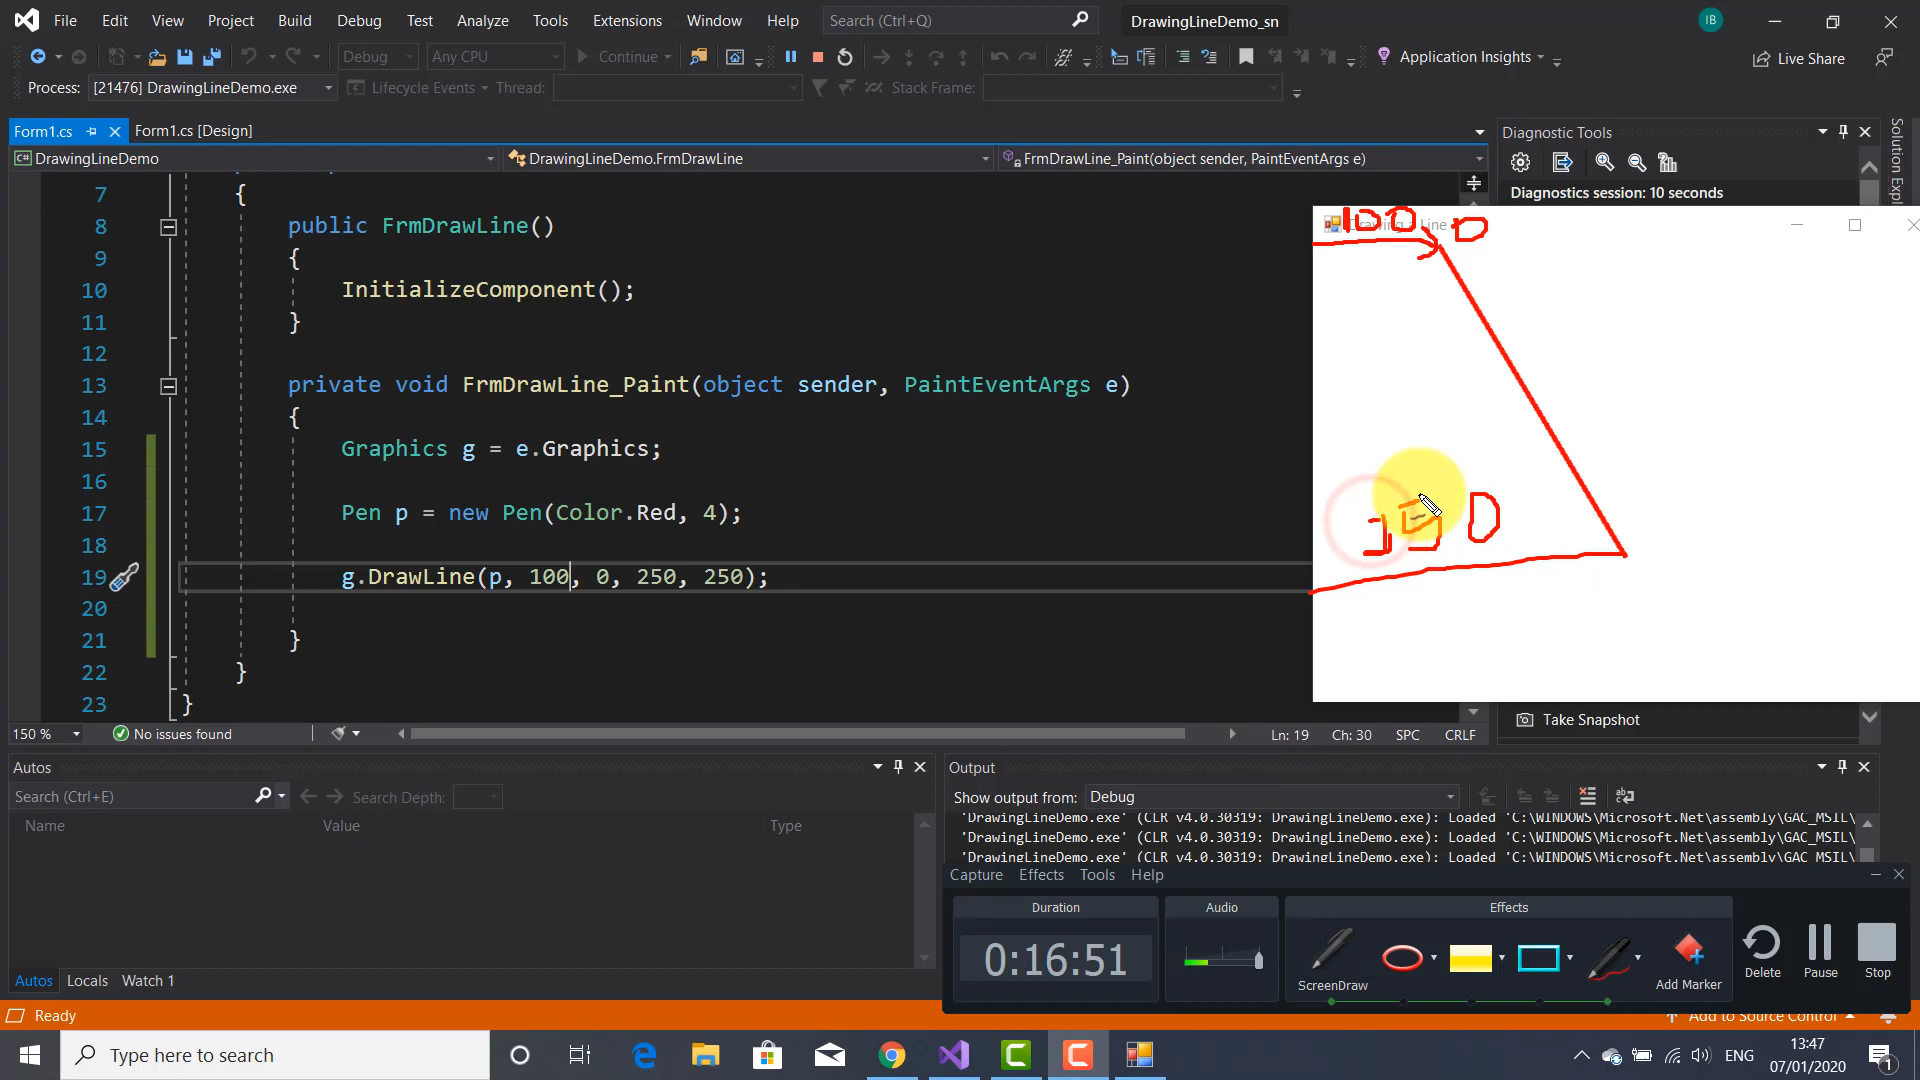 File Edit View Project Build Debug Test Analyze Tools Extensions Window Help Search (Ctrl+Q) DrawingLineDemo_sn IB
Debug Any CPU Continue Application Insights Live Share
Process: [21476] DrawingLineDemo.exe Lifecycle Events Thread: Stack Frame:
Form1.cs Form1.cs [Design] Diagnostic Tools
DrawingLineDemo DrawingLineDemo.FrmDrawLine FrmDrawLine_Paint(object sender, PaintEventArgs e)
Diagnostics session: 10 seconds
Solution Expl
7 {
8 public FrmDrawLine()
9 {
10 InitializeComponent();
11 }
12
13 private void FrmDrawLine_Paint(object sender, PaintEventArgs e)
14 {
15 Graphics g = e.Graphics;
16
17 Pen p = new Pen(Color.Red, 4);
18
19 g.DrawLine(p, 100, 0, 250, 250);
20
21 }
22 }
23 }
Drawing a Line
100, 0
Take Snapshot
150 % No issues found Ln: 19 Ch: 30 SPC CRLF
Autos
Search (Ctrl+E) Search Depth:
Name Value Type
Autos Locals Watch 1
Output
Show output from: Debug
'DrawingLineDemo.exe' (CLR v4.0.30319: DrawingLineDemo.exe): Loaded 'C:\WINDOWS\Microsoft.Net\assembly\GAC_MSIL\
'DrawingLineDemo.exe' (CLR v4.0.30319: DrawingLineDemo.exe): Loaded 'C:\WINDOWS\Microsoft.Net\assembly\GAC_MSIL\
'DrawingLineDemo.exe' (CLR v4.0.30319: DrawingLineDemo.exe): Loaded 'C:\WINDOWS\Microsoft.Net\assembly\GAC_MSIL\
Capture Effects Tools Help
Duration Audio Effects
0:16:51
ScreenDraw Add Marker Delete Pause Stop
Ready Add to Source Control
Type here to search
ENG 13:47
07/01/2020
1